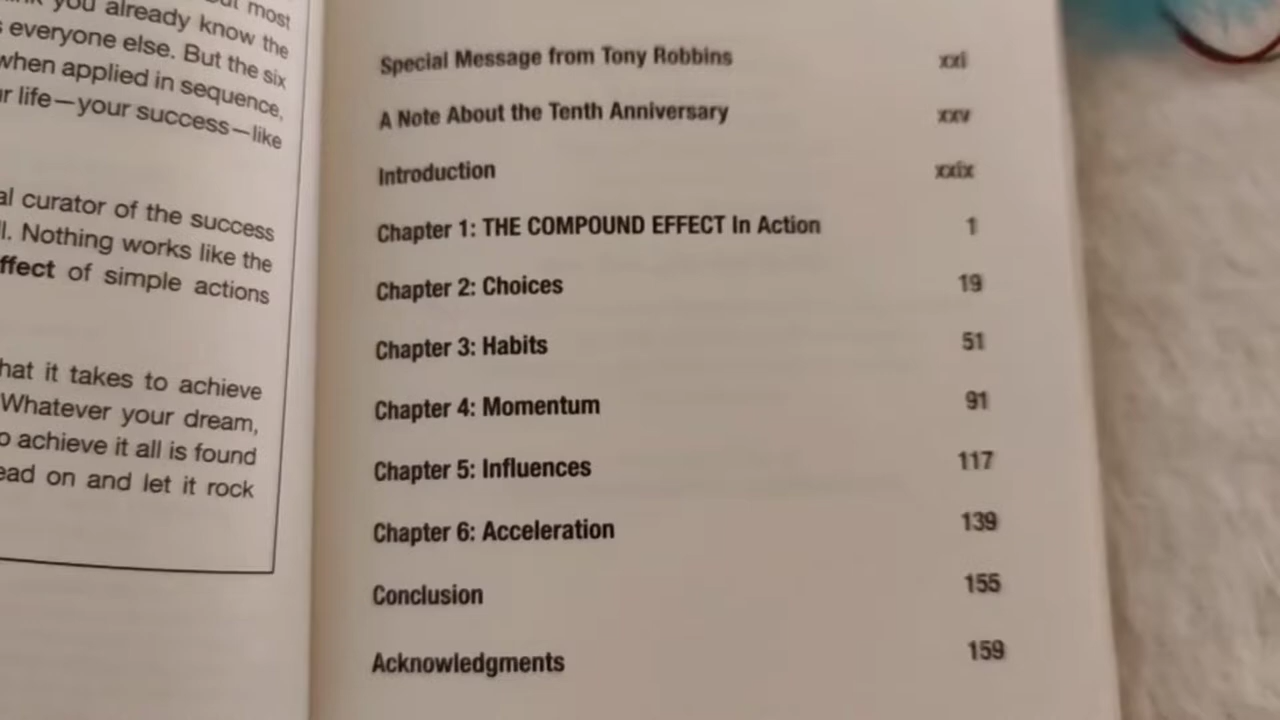 most
you already know the
everyone else. But the six
when applied in sequence,
r life—your success—like
al curator of the success
l. Nothing works like the
ffect of simple actions
hat it takes to achieve
Whatever your dream,
o achieve it all is found
ead on and let it rock
Special Message from Tony Robbins xxi
A Note About the Tenth Anniversary xxv
Introduction xxix
Chapter 1: THE COMPOUND EFFECT In Action 1
Chapter 2: Choices 19
Chapter 3: Habits 51
Chapter 4: Momentum 91
Chapter 5: Influences 117
Chapter 6: Acceleration 139
Conclusion 155
Acknowledgments 159